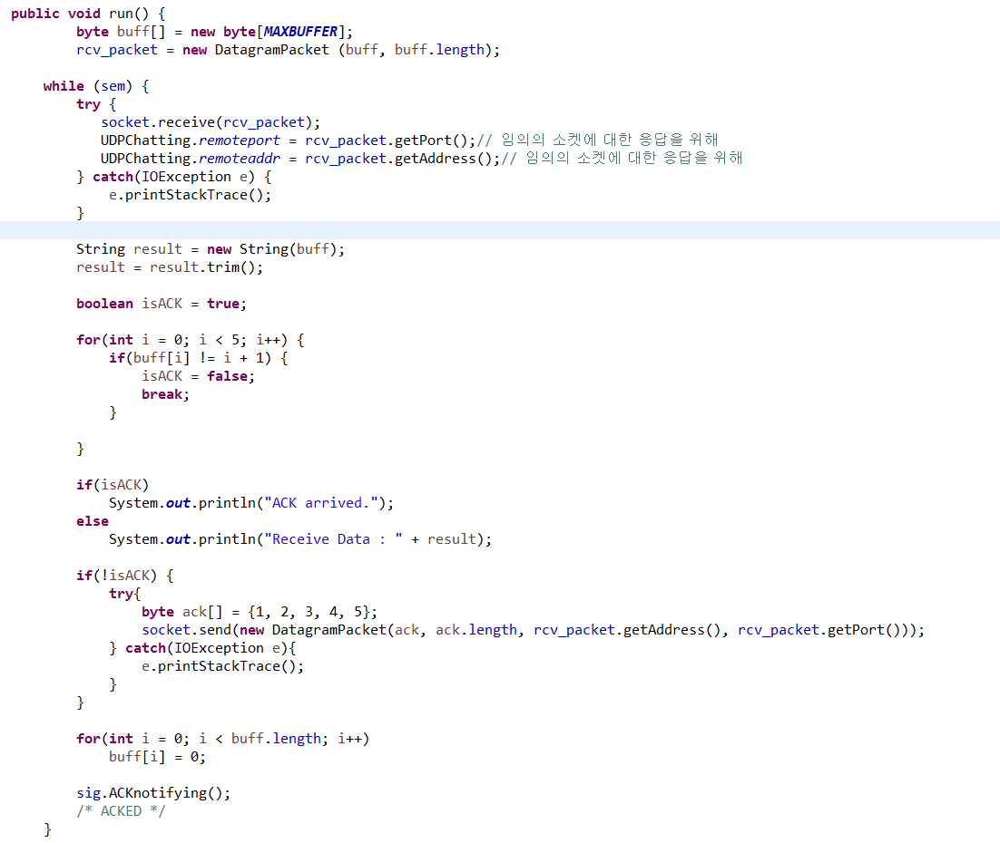 public void run() {
byte buff[] = new byte[MAXBUFFER];
rcv_packet = new DatagramPacket (buff, buff.length);
while (sem) {
try {
socket.receive(rcv_packet);
UDPChatting.remoteport = rcv_packet.getPort();// 임의의 소켓에 대한 응답을 위해
UDPChatting.remoteaddr = rcv_packet.getAddress();// 임의의 소켓에 대한 응답을 위해
} catch(IOException e) {
e.printStackTrace();
}
String result = new String(buff);
result = result.trim();
boolean isACK = true;
for(int i = 0; i < 5; i++) {
if(buff[i] != i + 1) {
isACK = false;
break;
}
}
if(isACK)
System.out.println("ACK arrived.");
else
System.out.println("Receive Data : " + result);
if(!isACK) {
try{
byte ack[] = {1, 2, 3, 4, 5};
socket.send(new DatagramPacket(ack, ack.length, rcv_packet.getAddress(), rcv_packet.getPort()));
} catch(IOException e){
e.printStackTrace();
}
}
for(int i = 0; i < buff.length; i++)
buff[i] = 0;
sig.ACKnotifying();
/* ACKED */
}